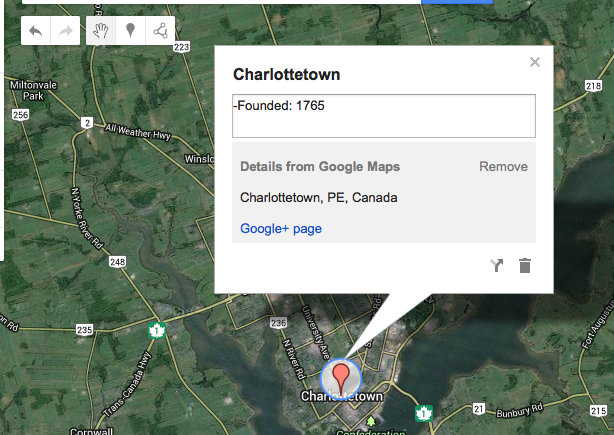 223
Charlottetown
-Founded: 1765
Details from Google Maps
Remove
Charlottetown, PE, Canada
Google+ page
Miltonvale
Park
256
2
All Weather Hwy
Winslo
218
N Yorke River Rd
248
235
1
Trans-Canada Hwy
236
University Ave
N River Rd
Charlottetown
Fort Augustus
1
21
Bunbury Rd
215
Cornwall
Confederation